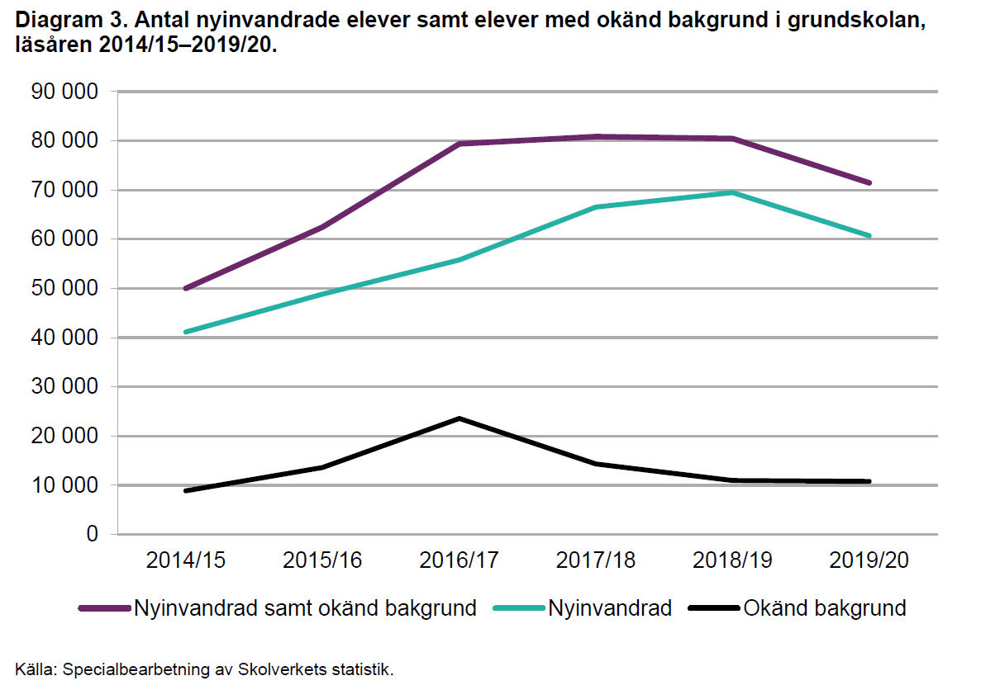 Diagram 3. Antal nyinvandrade elever samt elever med okänd bakgrund i grundskolan,
läsåren 2014/15–2019/20.
90 000
80 000
70 000
60 000
50 000
40 000
30 000
20 000
10 000
0
2014/15 2015/16 2016/17 2017/18 2018/19 2019/20
Nyinvandrad samt okänd bakgrund Nyinvandrad Okänd bakgrund
Källa: Specialbearbetning av Skolverkets statistik.